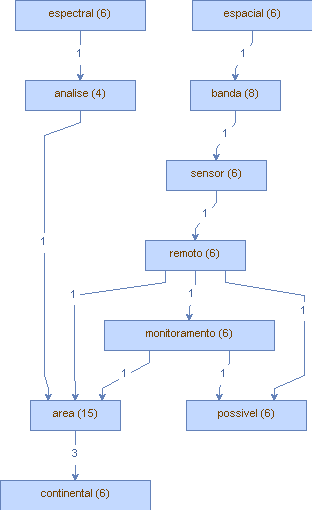 espectral (6)
espacial (6)
1
1
analise (4)
banda (8)
1
sensor (6)
1
1
remoto (6)
1
1
1
monitoramento (6)
1
1
area (15)
possivel (6)
3
continental (6)